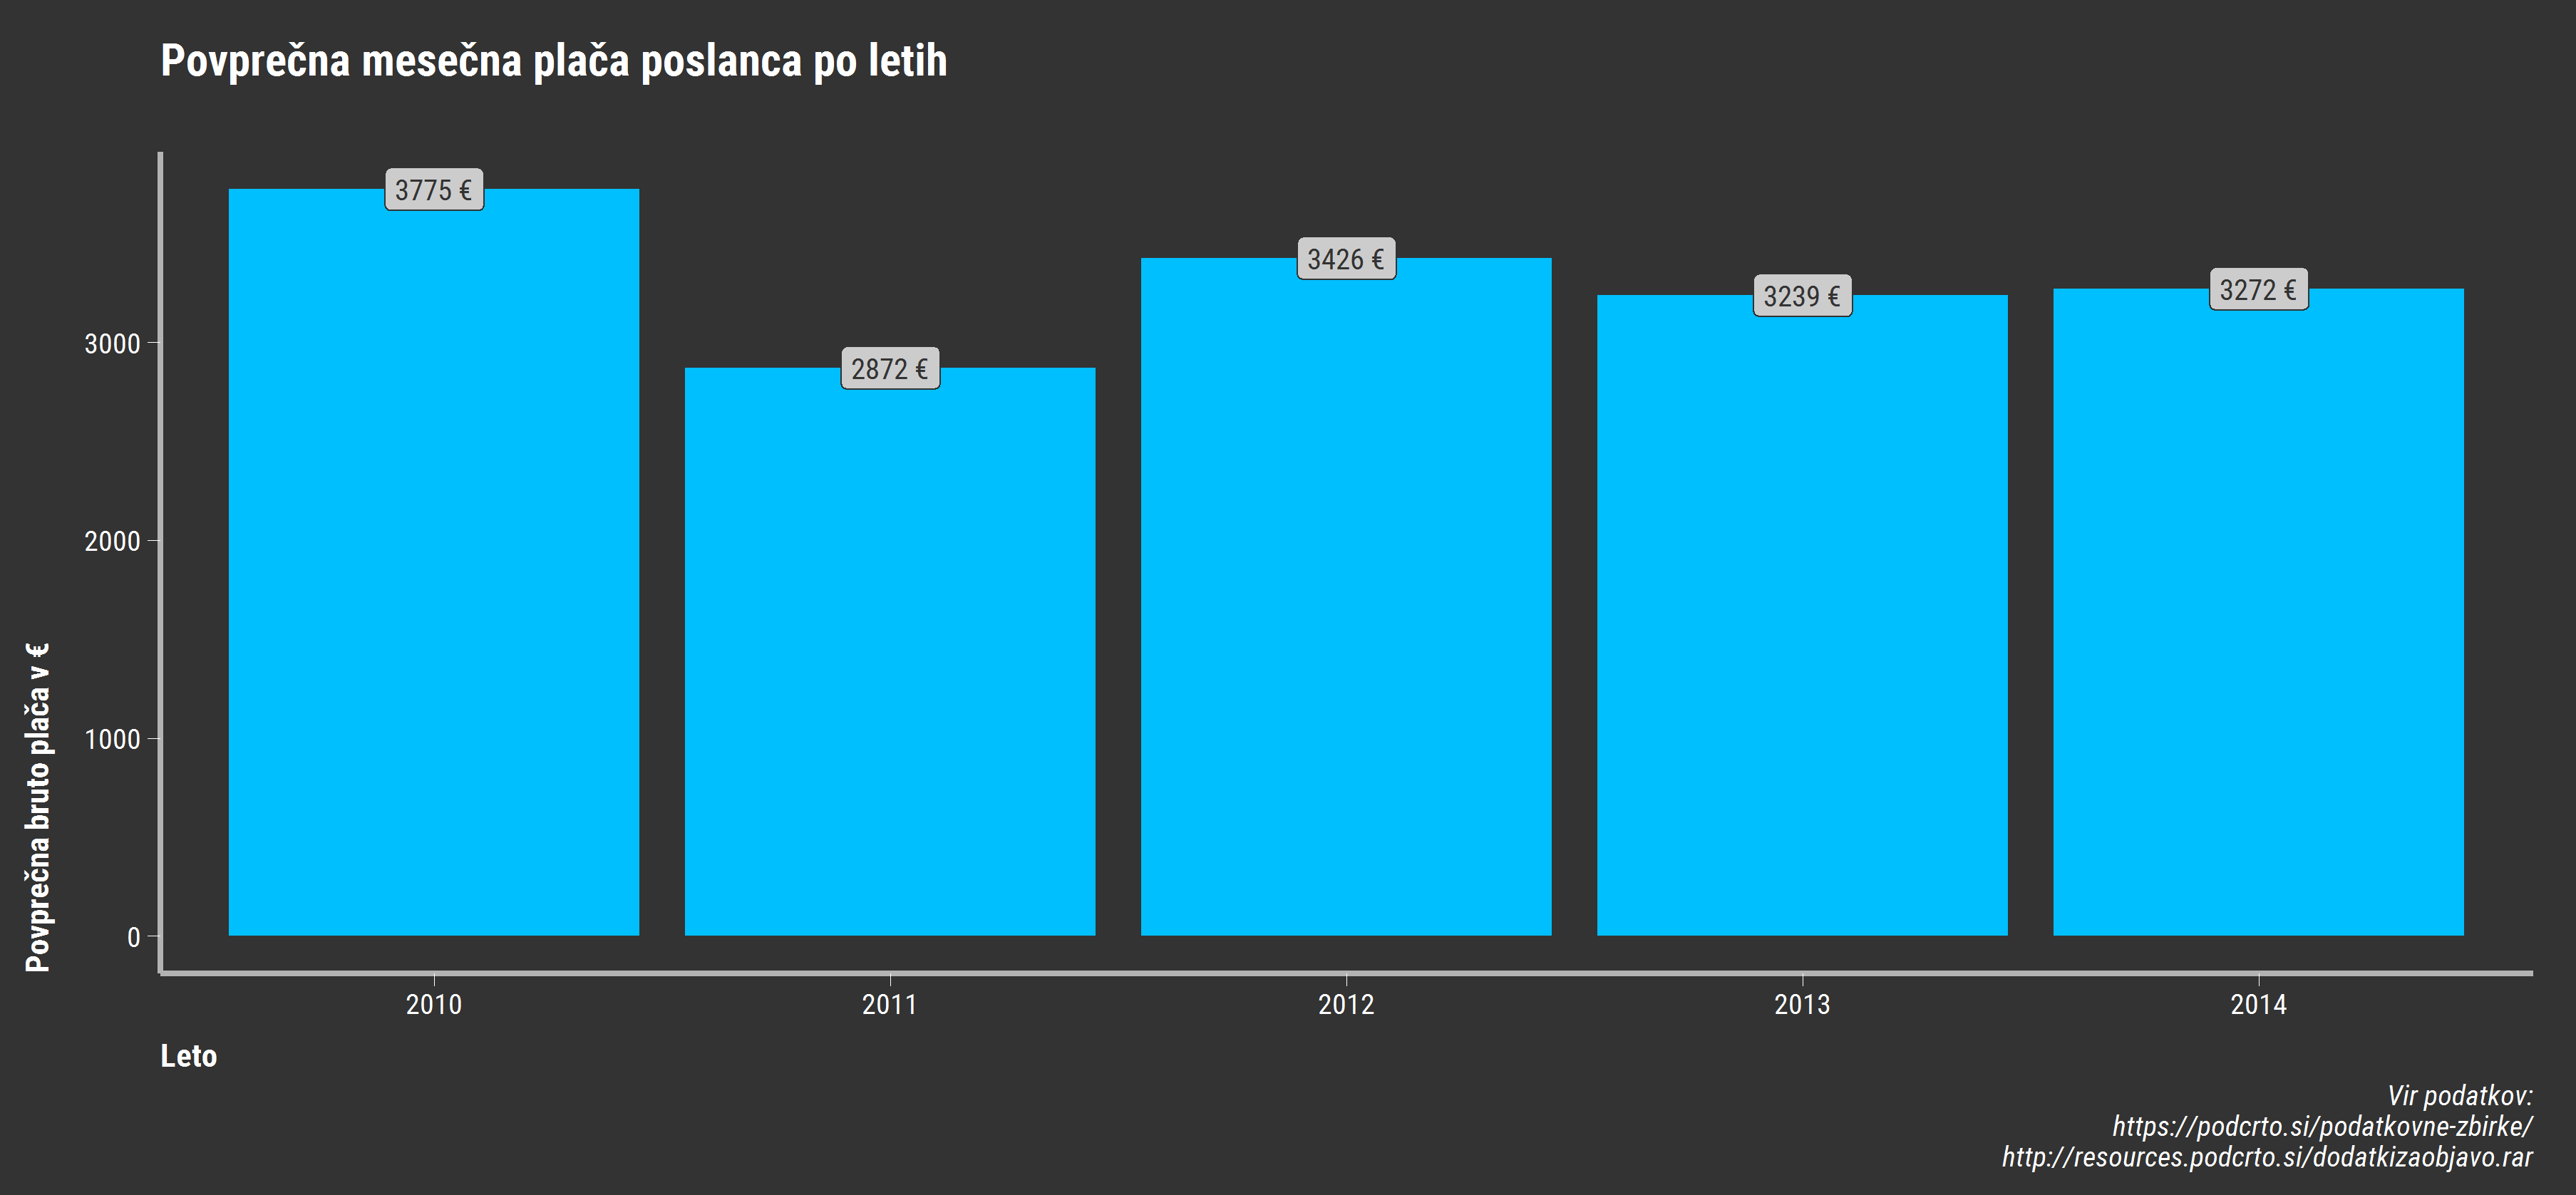 Povprečna mesečna plača poslanca po letih
Povprečna bruto plača v €
3000
2000
1000
0
3775 €
2872 €
3426 €
3239 €
3272 €
2010
2011
2012
2013
2014
Leto
Vir podatkov:
https://podcrto.si/podatkovne-zbirke/
http://resources.podcrto.si/dodatkizaobjavo.rar